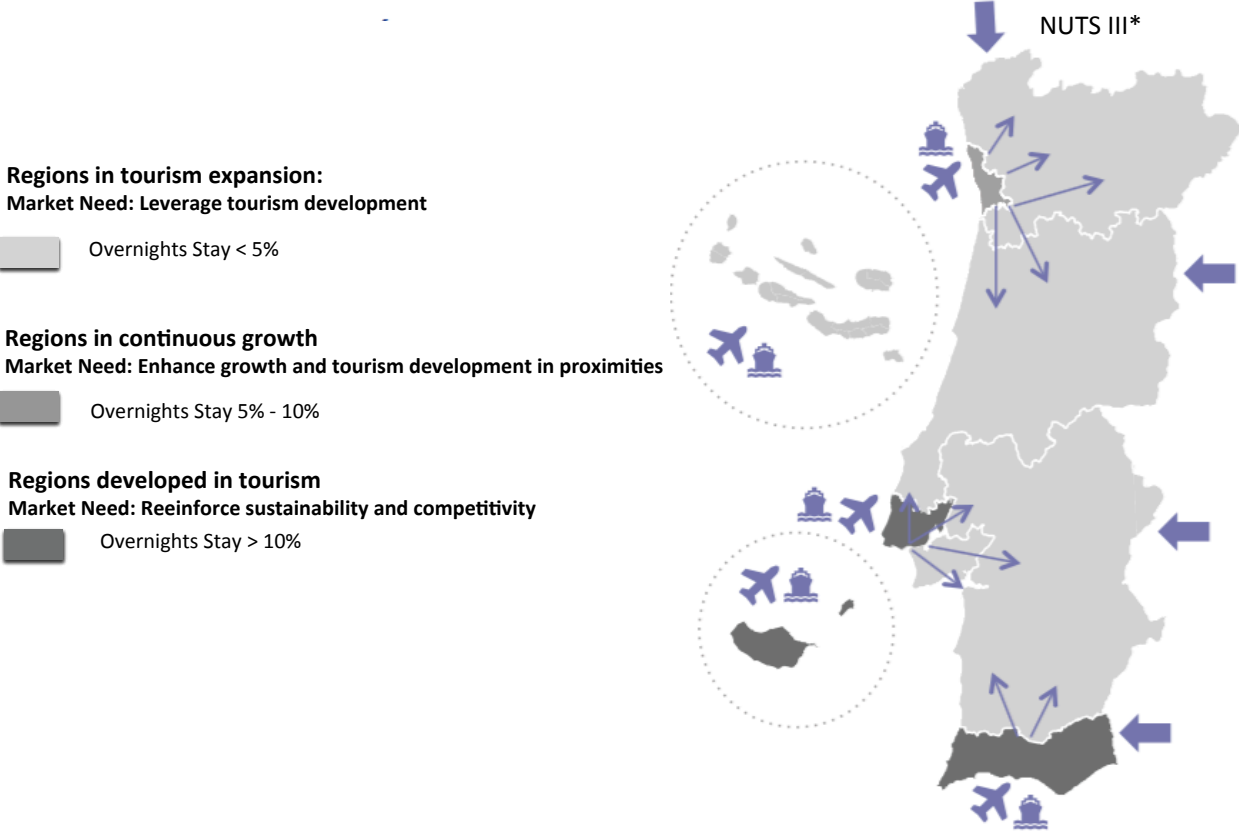 NUTS III*
Regions in tourism expansion:
Market Need: Leverage tourism development
Overnights Stay < 5%
Regions in continuous growth
Market Need: Enhance growth and tourism development in proximities
Overnights Stay 5% - 10%
Regions developed in tourism
Market Need: Reeinforce sustainability and competitivity
Overnights Stay > 10%